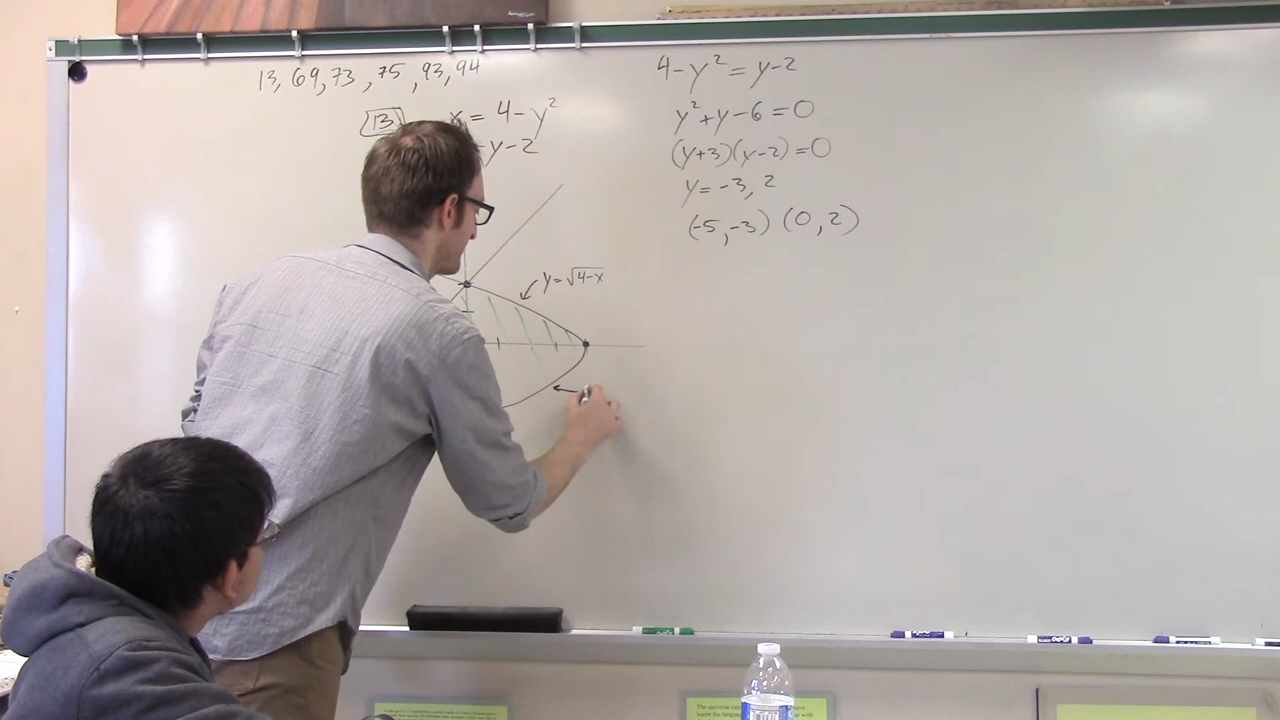 13, 69, 73, 75, 93, 94
13 x = 4 - y²
y - 2
y = √4-x
4 - y² = y - 2
y² + y - 6 = 0
(y+3)(y-2) = 0
y = -3, 2
(-5, -3) (0, 2)